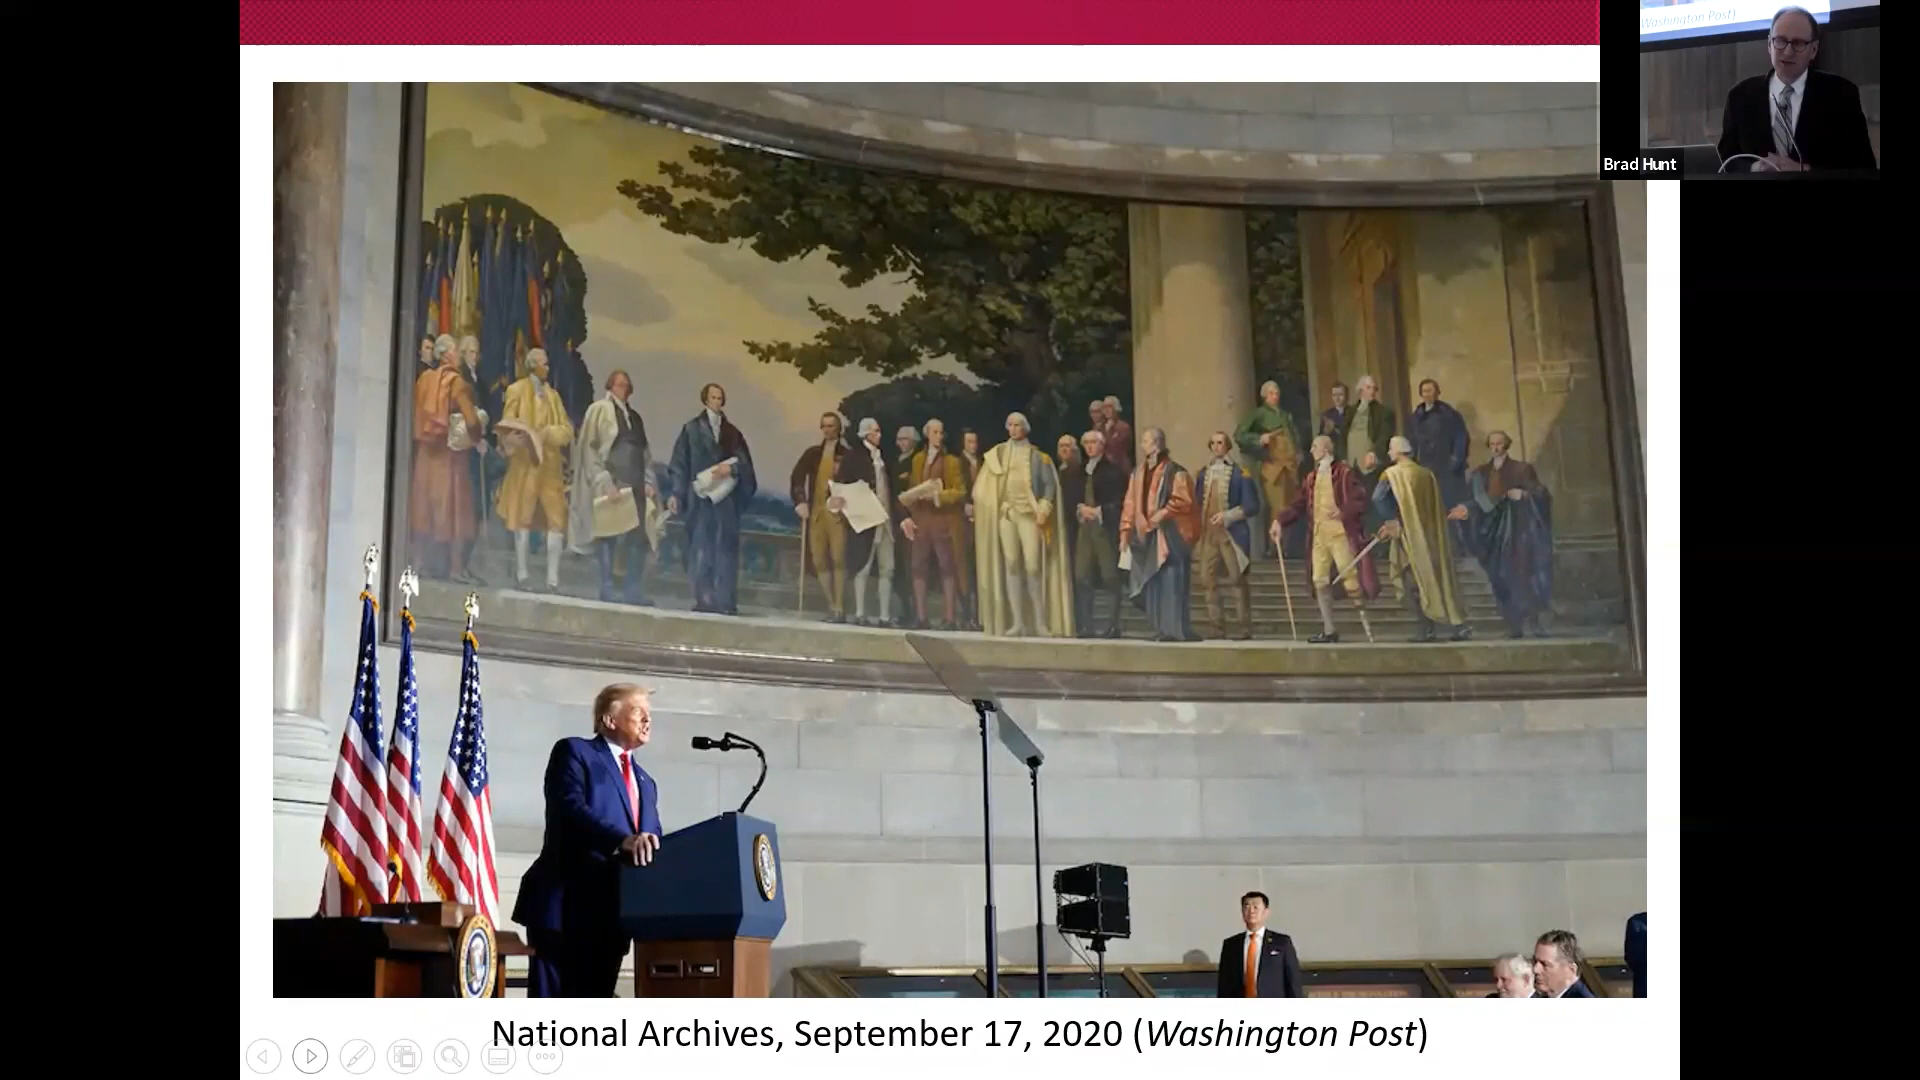 Washington Post)
Brad Hunt
National Archives, September 17, 2020 (Washington Post)